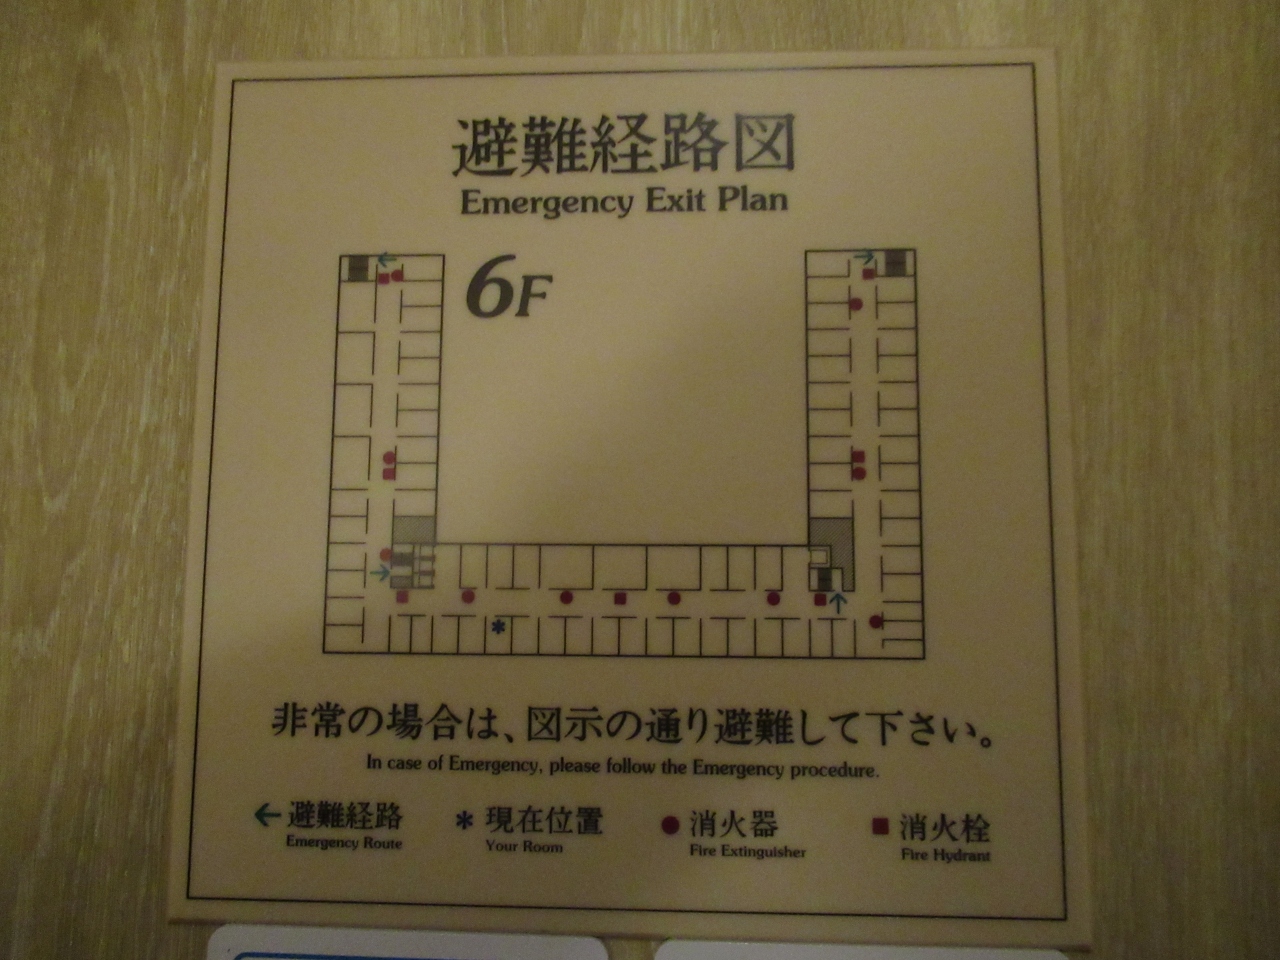 避難経路図
Emergency Exit Plan
6F
非常の場合は、図示の通り避難して下さい。
In case of Emergency, please follow the Emergency procedure.
避難経路
Emergency Route
現在位置
Your Room
消火器
Fire Extinguisher
消火栓
Fire Hydrant